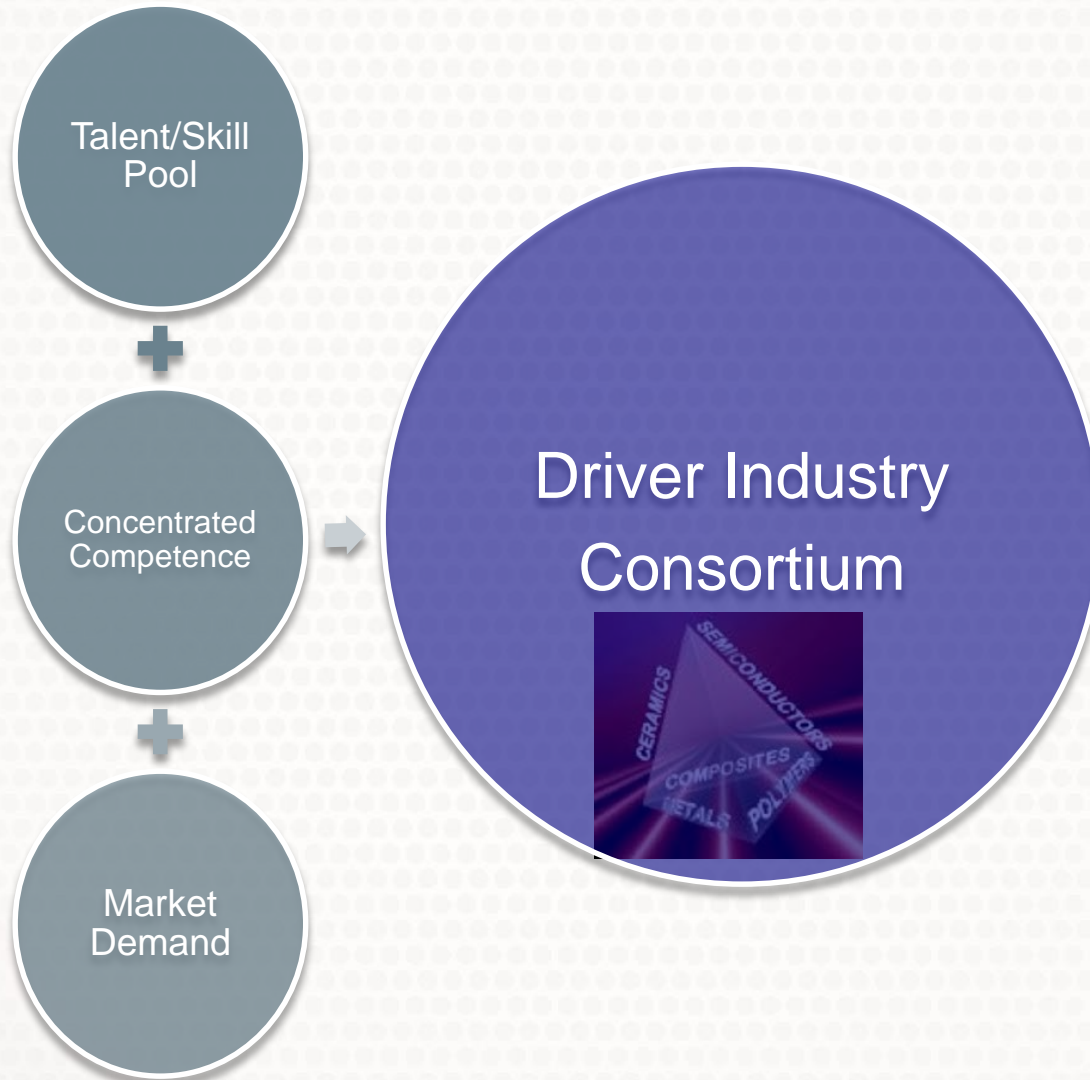 Talent/Skill
Pool
Concentrated
Competence
Market
Demand
Driver Industry
Consortium
SEMICONDUCTORS
CERAMICS
COMPOSITES
METALS
POLYMERS